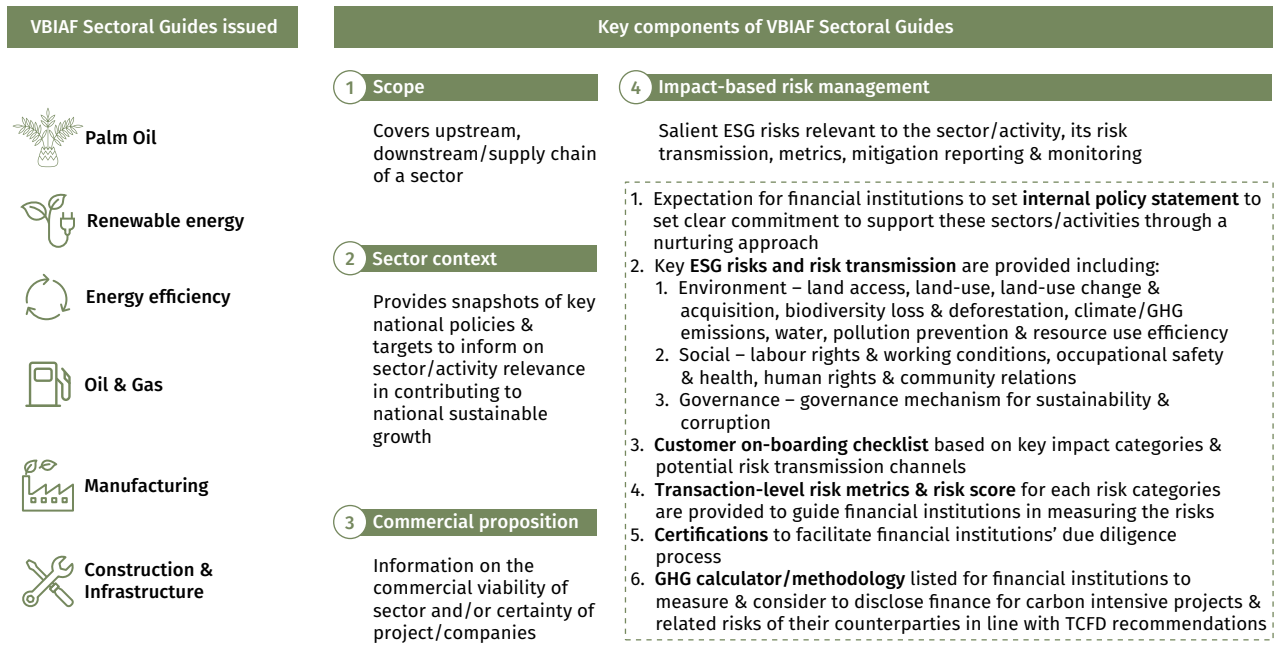 VBIAF Sectoral Guides issued
Palm Oil
Renewable energy
Energy efficiency
Oil & Gas
Manufacturing
Construction &
Infrastructure
Key components of VBIAF Sectoral Guides
1 Scope
Covers upstream,
downstream/supply chain
of a sector
2 Sector context
Provides snapshots of key
national policies &
targets to inform on
sector/activity relevance
in contributing to
national sustainable
growth
3 Commercial proposition
Information on the
commercial viability of
sector and/or certainty of
project/companies
4 Impact-based risk management
Salient ESG risks relevant to the sector/activity, its risk
transmission, metrics, mitigation reporting & monitoring
1. Expectation for financial institutions to set internal policy statement to
set clear commitment to support these sectors/activities through a
nurturing approach
2. Key ESG risks and risk transmission are provided including:
1. Environment – land access, land-use, land-use change &
acquisition, biodiversity loss & deforestation, climate/GHG
emissions, water, pollution prevention & resource use efficiency
2. Social – labour rights & working conditions, occupational safety
& health, human rights & community relations
3. Governance – governance mechanism for sustainability &
corruption
3. Customer on-boarding checklist based on key impact categories &
potential risk transmission channels
4. Transaction-level risk metrics & risk score for each risk categories
are provided to guide financial institutions in measuring the risks
5. Certifications to facilitate financial institutions’ due diligence
process
6. GHG calculator/methodology listed for financial institutions to
measure & consider to disclose finance for carbon intensive projects &
related risks of their counterparties in line with TCFD recommendations